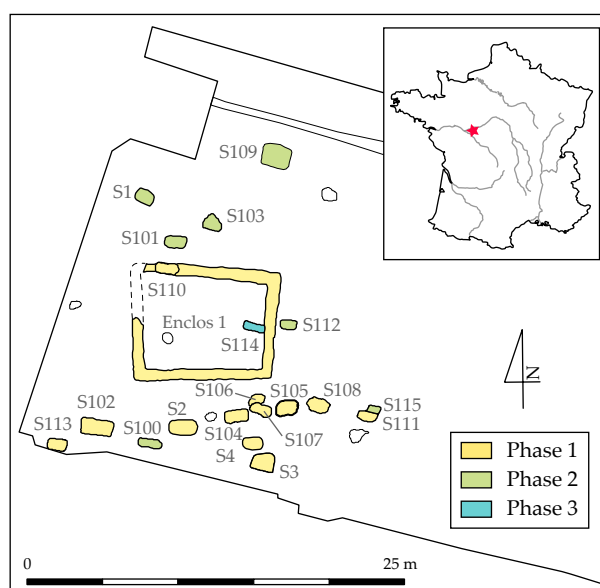 S109
S1
S103
S101
S110
Enclos 1
S112
S114
S106
S105
S108
S102
S2
S115
S113
S100
S104
S107
S111
S4
S3
N
Phase 1
Phase 2
Phase 3
0
25 m